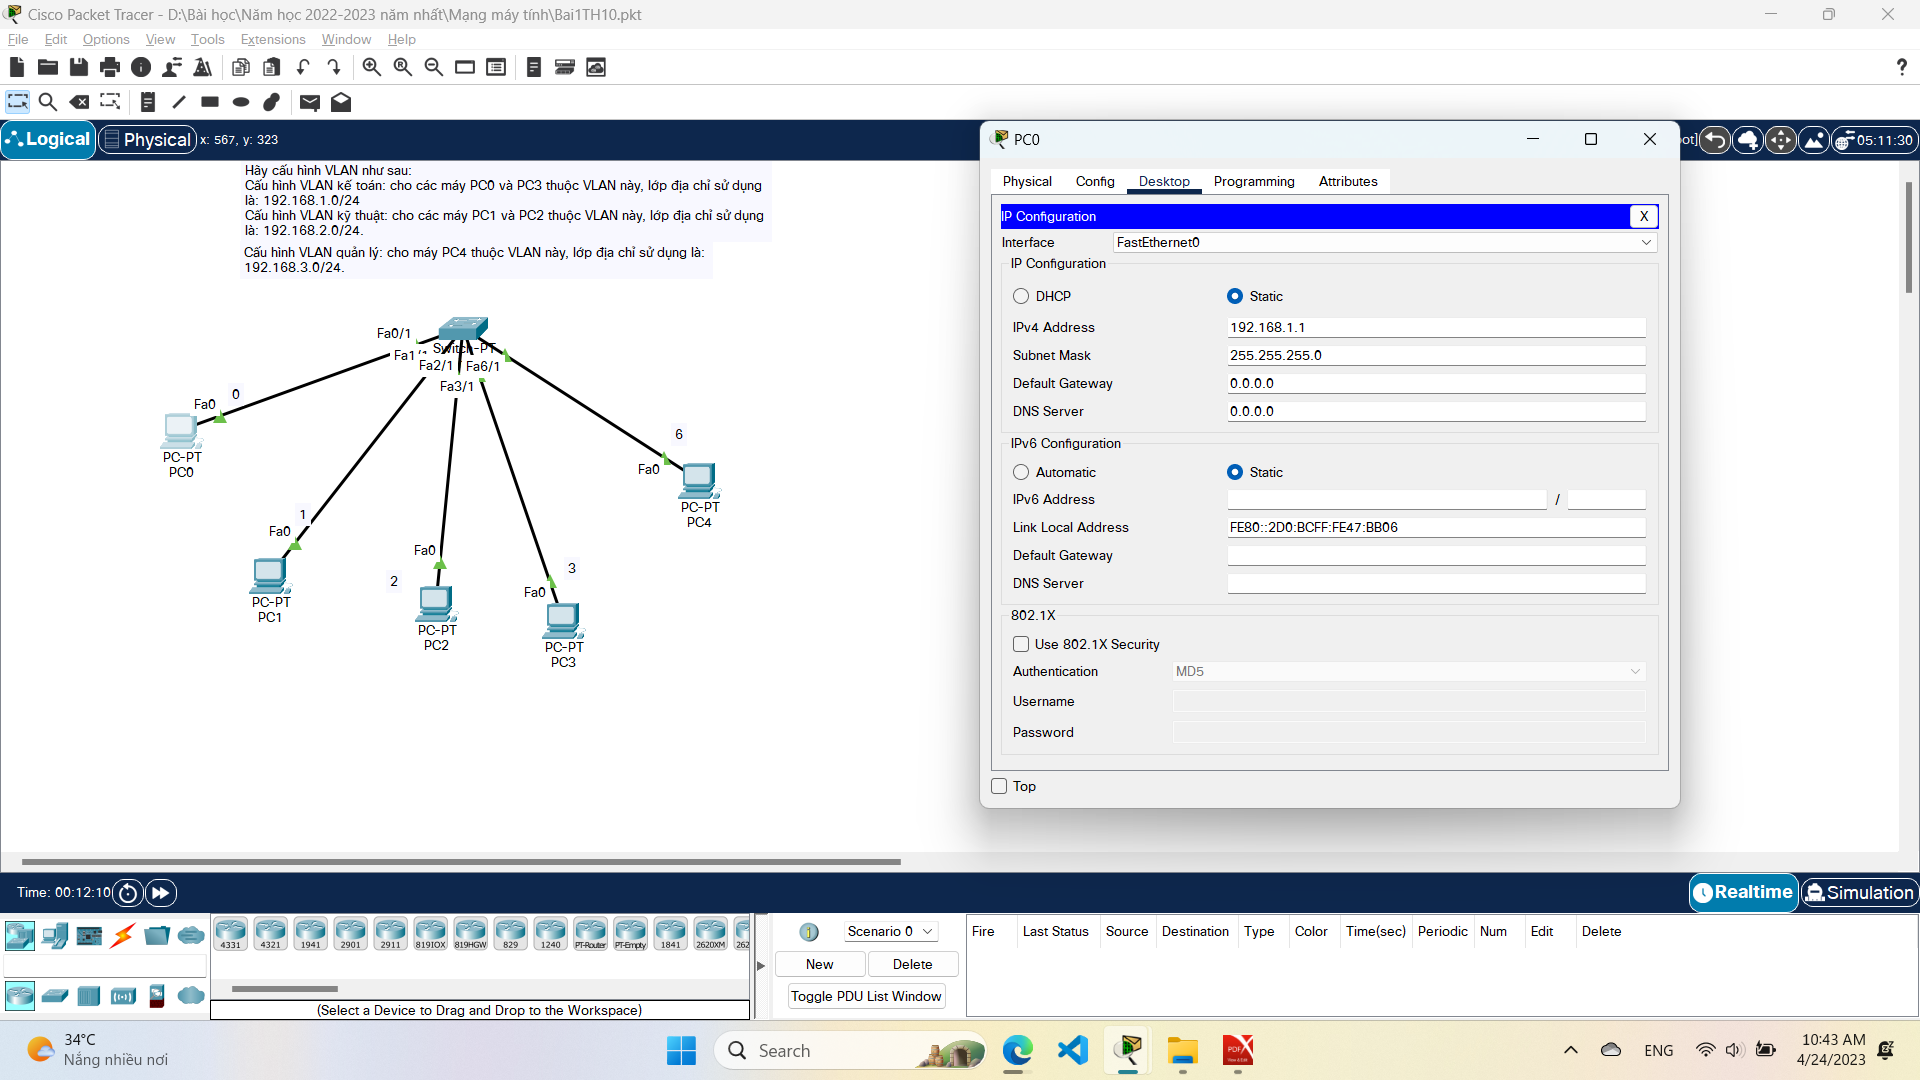 Cisco Packet Tracer - D:\Bài học\Năm học 2022-2023 năm nhất\Mạng máy tính\Bai1TH10.pkt
File Edit Options View Tools Extensions Window Help
?
Logical Physical x: 567, y: 323
05:11:30
Hãy cấu hình VLAN như sau:
Cấu hình VLAN kế toán: cho các máy PC0 và PC3 thuộc VLAN này, lớp địa chỉ sử dụng
là: 192.168.1.0/24
Cấu hình VLAN kỹ thuật: cho các máy PC1 và PC2 thuộc VLAN này, lớp địa chỉ sử dụng
là: 192.168.2.0/24.
Cấu hình VLAN quản lý: cho máy PC4 thuộc VLAN này, lớp địa chỉ sử dụng là:
192.168.3.0/24.
Fa0/1
Switch-PT
Fa2/1 Fa6/1
Fa3/1
0
Fa0
PC-PT
PC0
6
Fa0
PC-PT
PC4
1
Fa0
PC-PT
PC1
Fa0
2
PC-PT
PC2
3
Fa0
PC-PT
PC3
PC0
Physical Config Desktop Programming Attributes
IP Configuration X
Interface FastEthernet0
IP Configuration
DHCP Static
IPv4 Address 192.168.1.1
Subnet Mask 255.255.255.0
Default Gateway 0.0.0.0
DNS Server 0.0.0.0
IPv6 Configuration
Automatic Static
IPv6 Address /
Link Local Address FE80::2D0:BCFF:FE47:BB06
Default Gateway
DNS Server
802.1X
Use 802.1X Security
Authentication MD5
Username
Password
Top
Time: 00:12:10
Realtime Simulation
4331 4321 1941 2901 2911 819IOX 819HGW 829 1240 PT-Router PT-Empty 1841 2620XM 262
(Select a Device to Drag and Drop to the Workspace)
Scenario 0
New Delete
Toggle PDU List Window
Fire Last Status Source Destination Type Color Time(sec) Periodic Num Edit Delete
34°C
Nắng nhiều nơi
Search
PDF
ENG
10:43 AM
4/24/2023